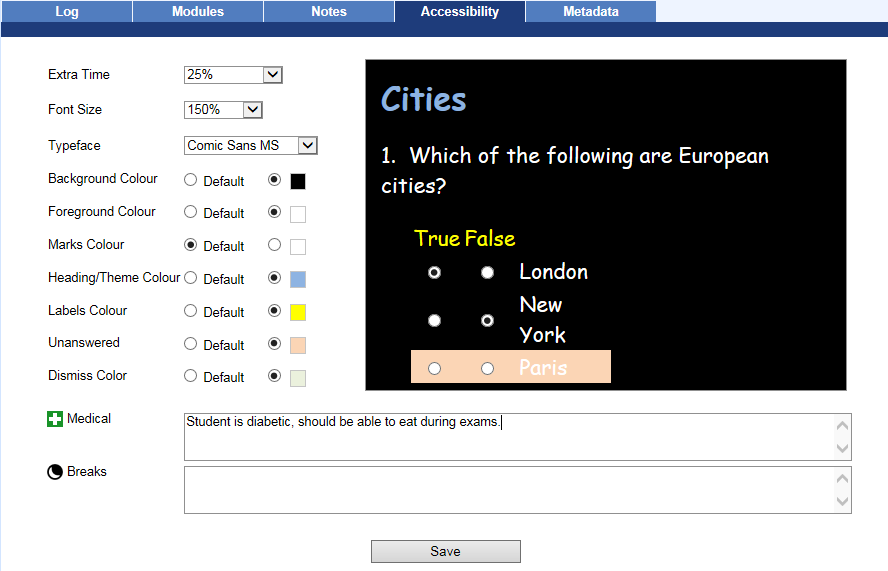 Log Modules Notes Accessibility Metadata
Extra Time 25%
Font Size 150%
Typeface Comic Sans MS
Background Colour Default
Foreground Colour Default
Marks Colour Default
Heading/Theme Colour Default
Labels Colour Default
Unanswered Default
Dismiss Color Default
Cities
1. Which of the following are European
cities?
True False
London
New
York
Paris
Medical Student is diabetic, should be able to eat during exams.
Breaks
Save